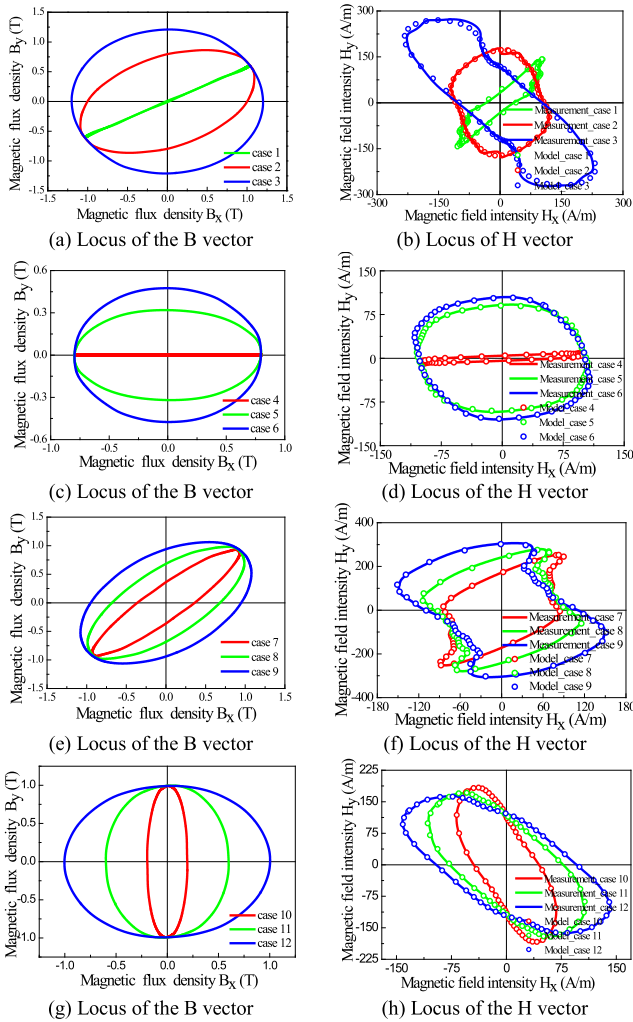 Magnetic flux density By (T)
1.5
1.0
0.5
0.0
-0.5
-1.0
-1.5
case 1
case 2
case 3
-1.5 -1.0 -0.5 0.0 0.5 1.0 1.5
Magnetic flux density Bx (T)
(a) Locus of the B vector
Magnetic field intensity Hy (A/m)
300
150
0
-150
-300
Measurement_case 1
Measurement_case 2
Measurement_case 3
Model_case 1
Model_case 2
Model_case 3
-300 -150 0 150 300
Magnetic field intensity Hx (A/m)
(b) Locus of H vector
Magnetic flux density By (T)
0.6
0.3
0.0
-0.3
-0.6
case 4
case 5
case 6
-1.0 -0.5 0.0 0.5 1.0
Magnetic flux density Bx (T)
(c) Locus of the B vector
Magnetic field intensity Hy (A/m)
150
75
0
-75
-150
Measurement_case 4
Measurement_case 5
Measurement_case 6
Model_case 4
Model_case 5
Model_case 6
-150 -75 0 75 150
Magnetic field intensity Hx (A/m)
(d) Locus of the H vector
Magnetic flux density By (T)
1.5
1.0
0.5
0.0
-0.5
-1.0
-1.5
case 7
case 8
case 9
-1.5 -1.0 -0.5 0.0 0.5 1.0 1.5
Magnetic flux density Bx (T)
(e) Locus of the B vector
Magnetic field intensity Hy (A/m)
400
200
0
-200
-400
Measurement_case 7
Measurement_case 8
Measurement_case 9
Model_case 7
Model_case 8
Model_case 9
-180 -120 -60 0 60 120 180
Magnetic field intensity Hx (A/m)
(f) Locus of the H vector
Magnetic flux density By (T)
1.0
0.5
0.0
-0.5
-1.0
case 10
case 11
case 12
-1.0 -0.5 0.0 0.5 1.0
Magnetic flux density Bx (T)
(g) Locus of the B vector
Magnetic field intensity Hy (A/m)
225
150
75
0
-75
-150
-225
Measurement_case 10
Measurement_case 11
Measurement_case 12
Model_case 10
Model_case 11
Model_case 12
-150 -75 0 75 150
Magnetic field intensity Hx (A/m)
(h) Locus of the H vector